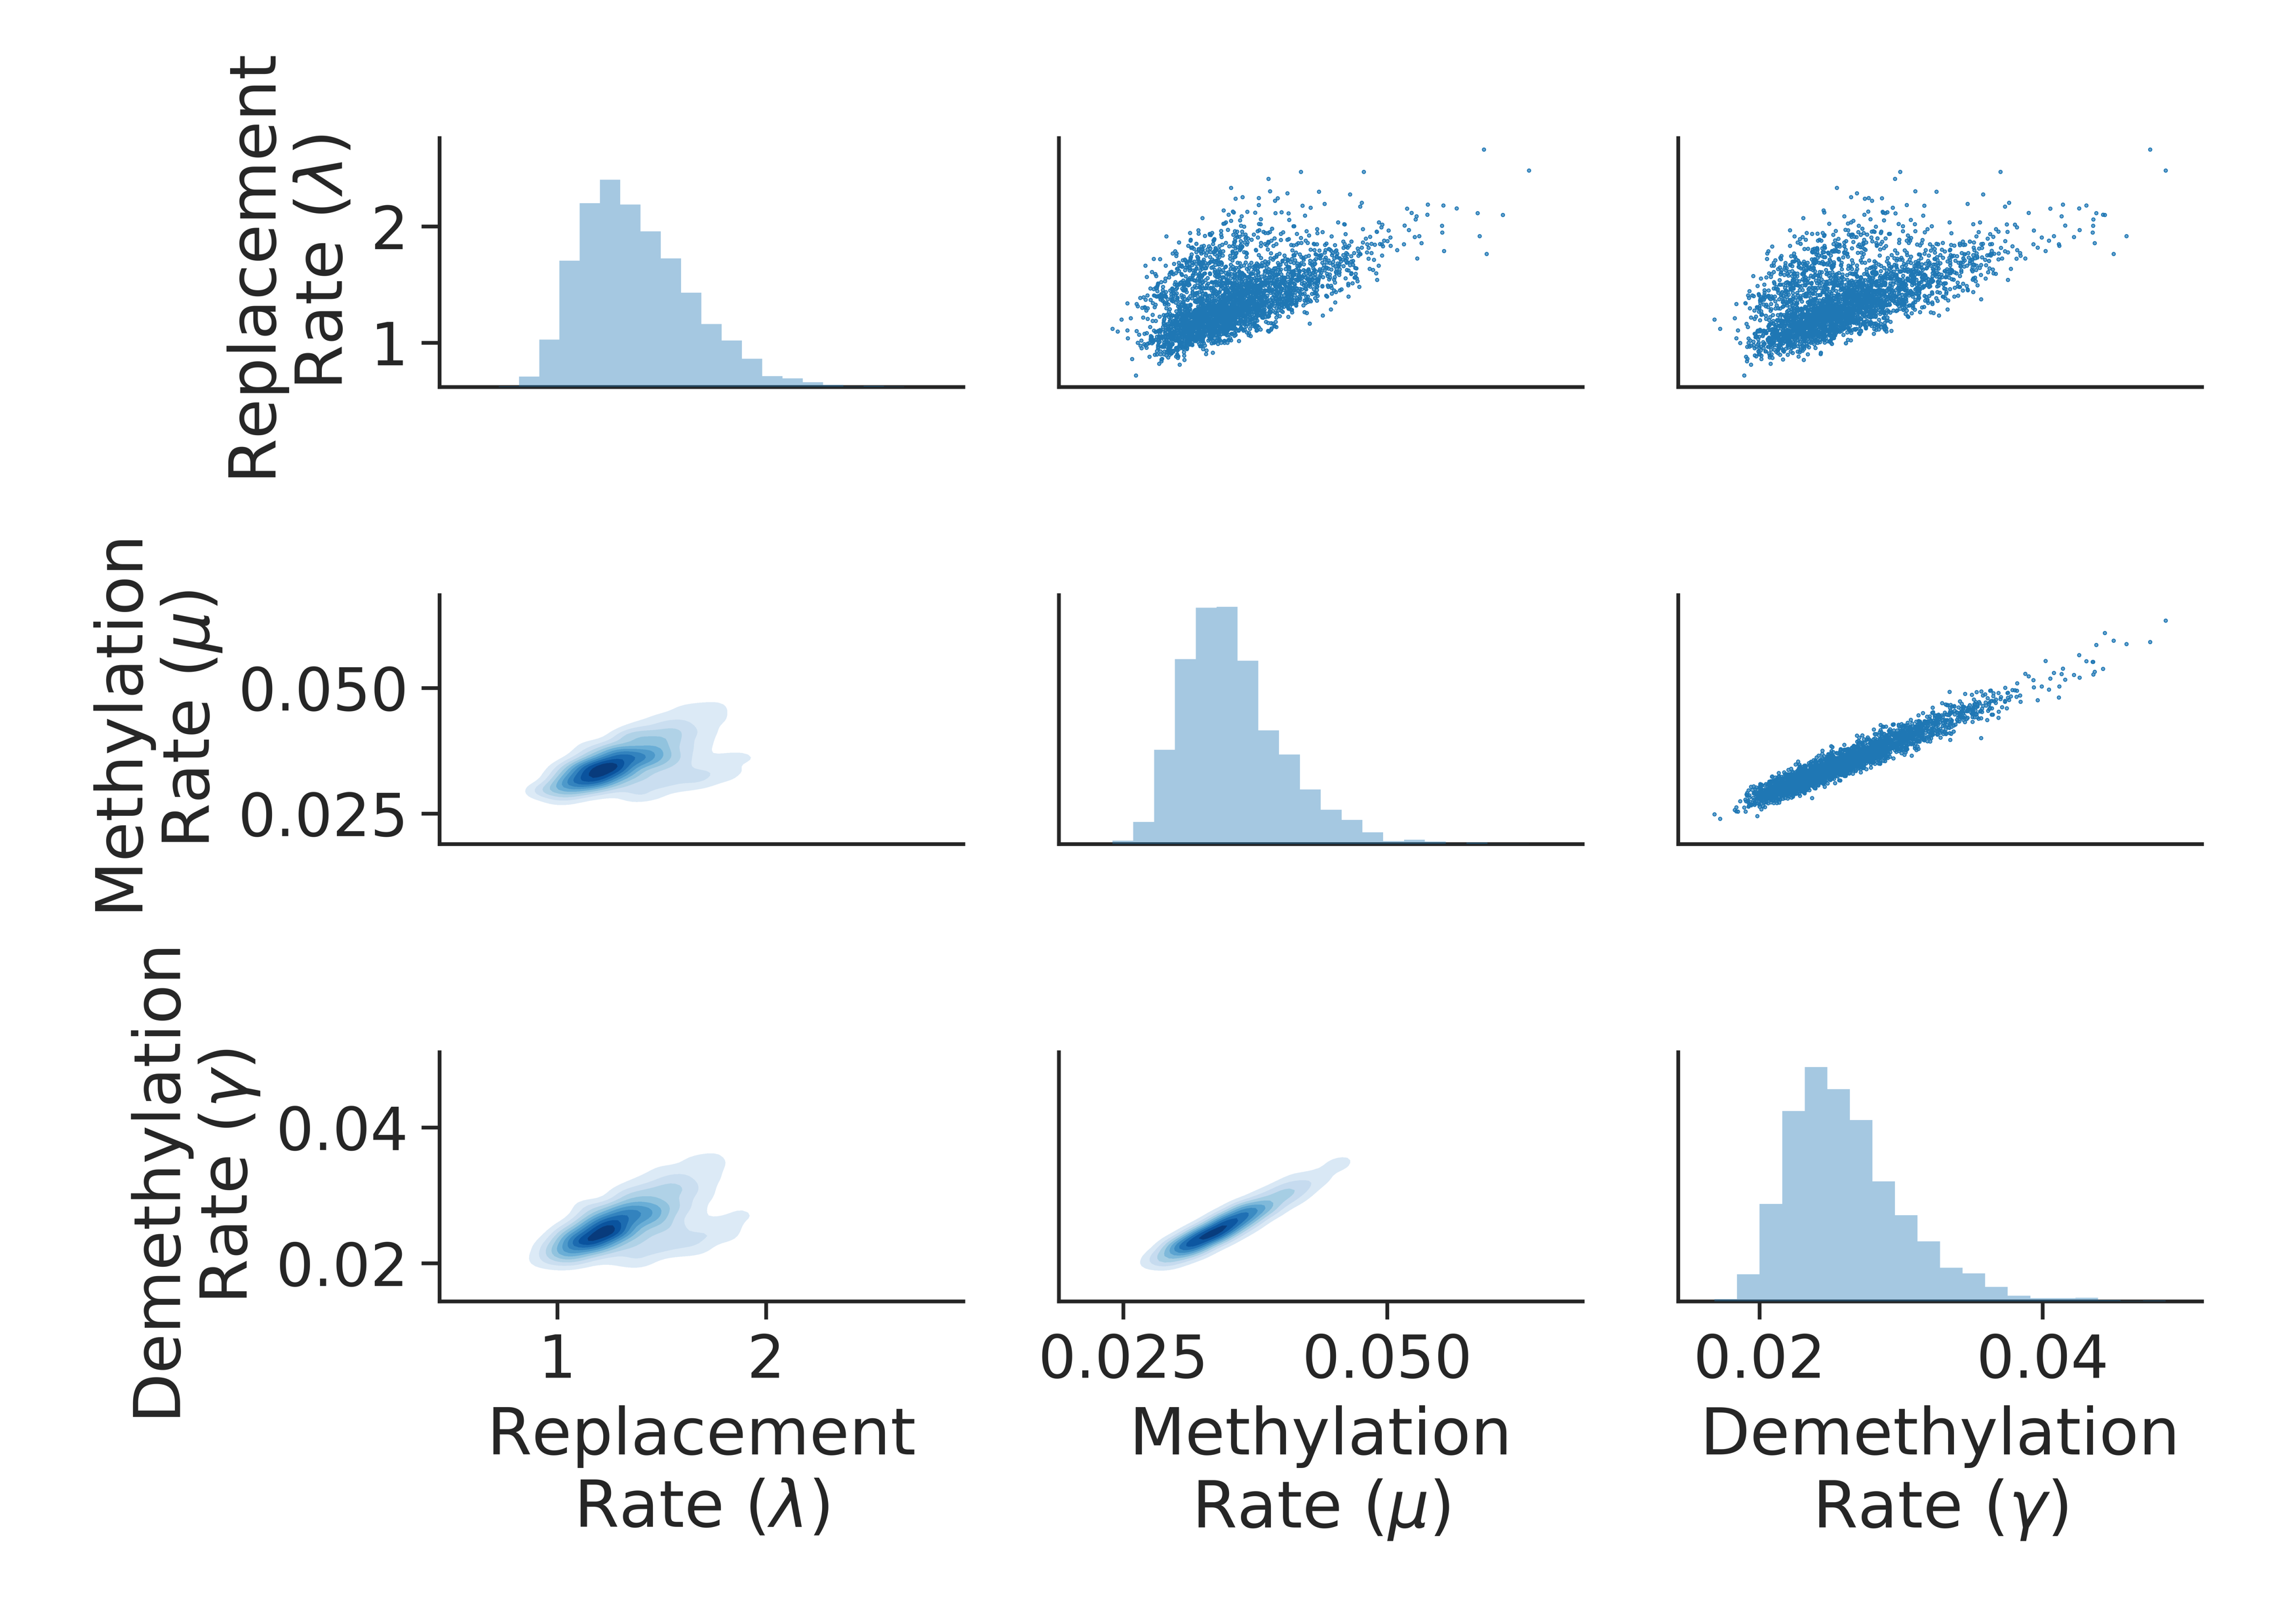 Replacement
Rate (λ)
2
1
Methylation
Rate (μ)
0.050
0.025
Demethylation
Rate (γ)
0.04
0.02
1
2
0.025
0.050
0.02
0.04
Replacement
Rate (λ)
Methylation
Rate (μ)
Demethylation
Rate (γ)